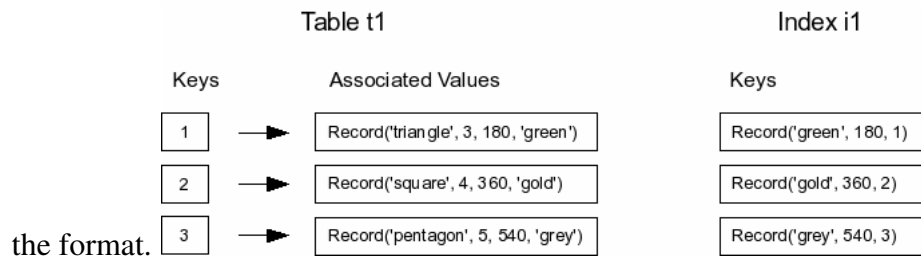 Table t1 Index i1
Keys Associated Values Keys
1 Record('triangle', 3, 180, 'green') Record('green', 180, 1)
2 Record('square', 4, 360, 'gold') Record('gold', 360, 2)
the format. 3 Record('pentagon', 5, 540, 'grey') Record('grey', 540, 3)